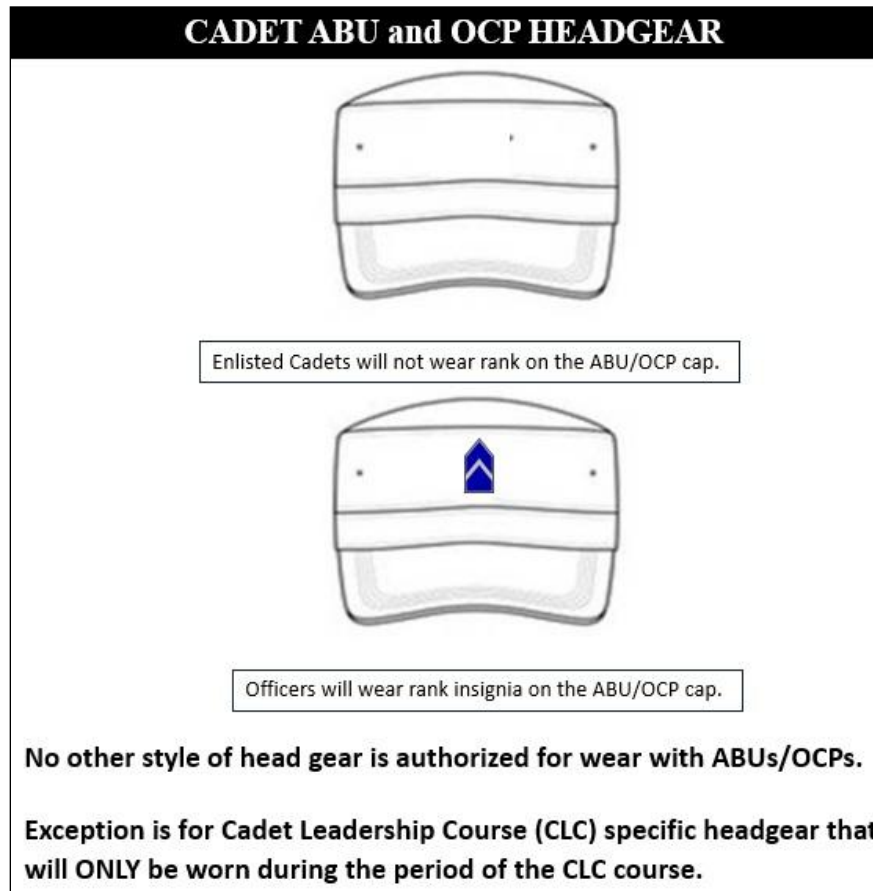 CADET ABU and OCP HEADGEAR
Enlisted Cadets will not wear rank on the ABU/OCP cap.
Officers will wear rank insignia on the ABU/OCP cap.
No other style of head gear is authorized for wear with ABUs/OCPs.
Exception is for Cadet Leadership Course (CLC) specific headgear that
will ONLY be worn during the period of the CLC course.